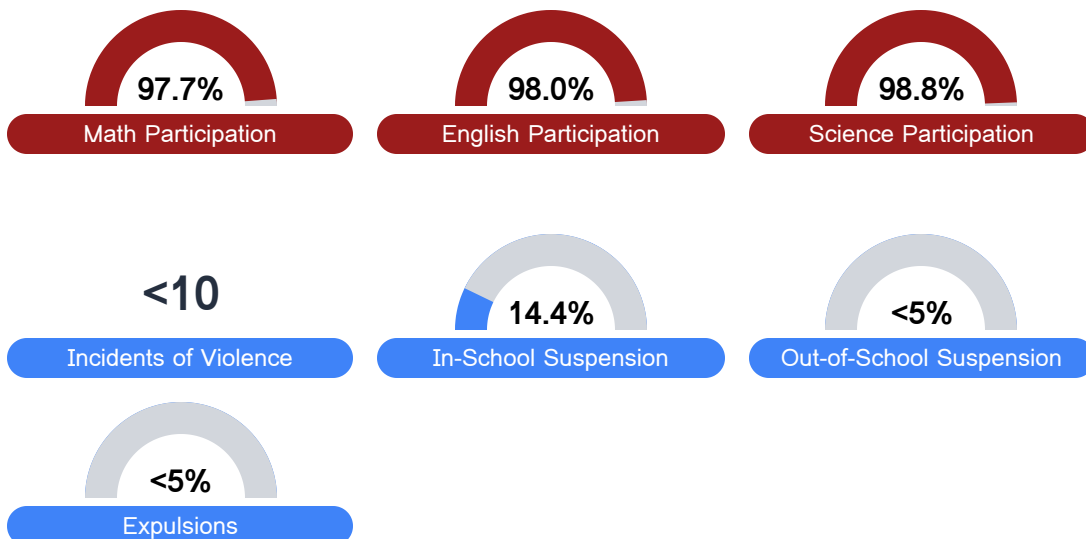 97.7%
Math Participation
98.0%
English Participation
98.8%
Science Participation
<10
Incidents of Violence
14.4%
In-School Suspension
<5%
Out-of-School Suspension
<5%
Expulsions